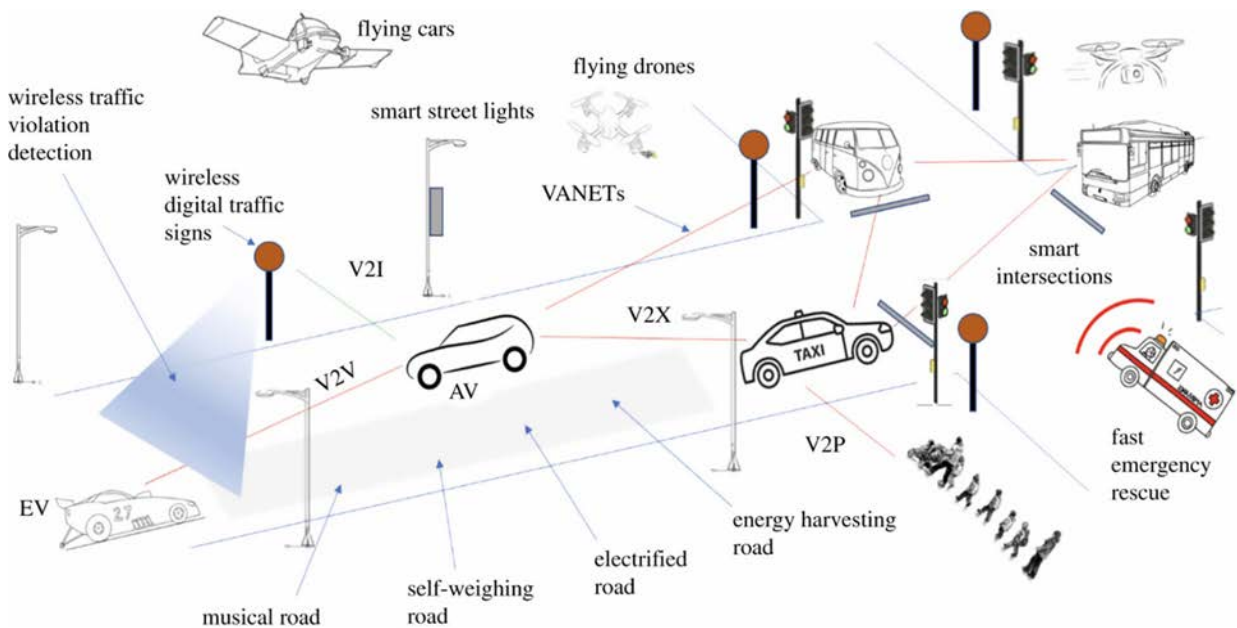 flying cars
wireless traffic
violation
detection
flying drones
smart street lights
wireless
digital traffic
signs
VANETs
V2I
smart
intersections
V2X
TAXI
V2V
AV
V2P
fast
emergency
rescue
EV
27
energy harvesting
road
electrified
road
self-weighing
road
musical road